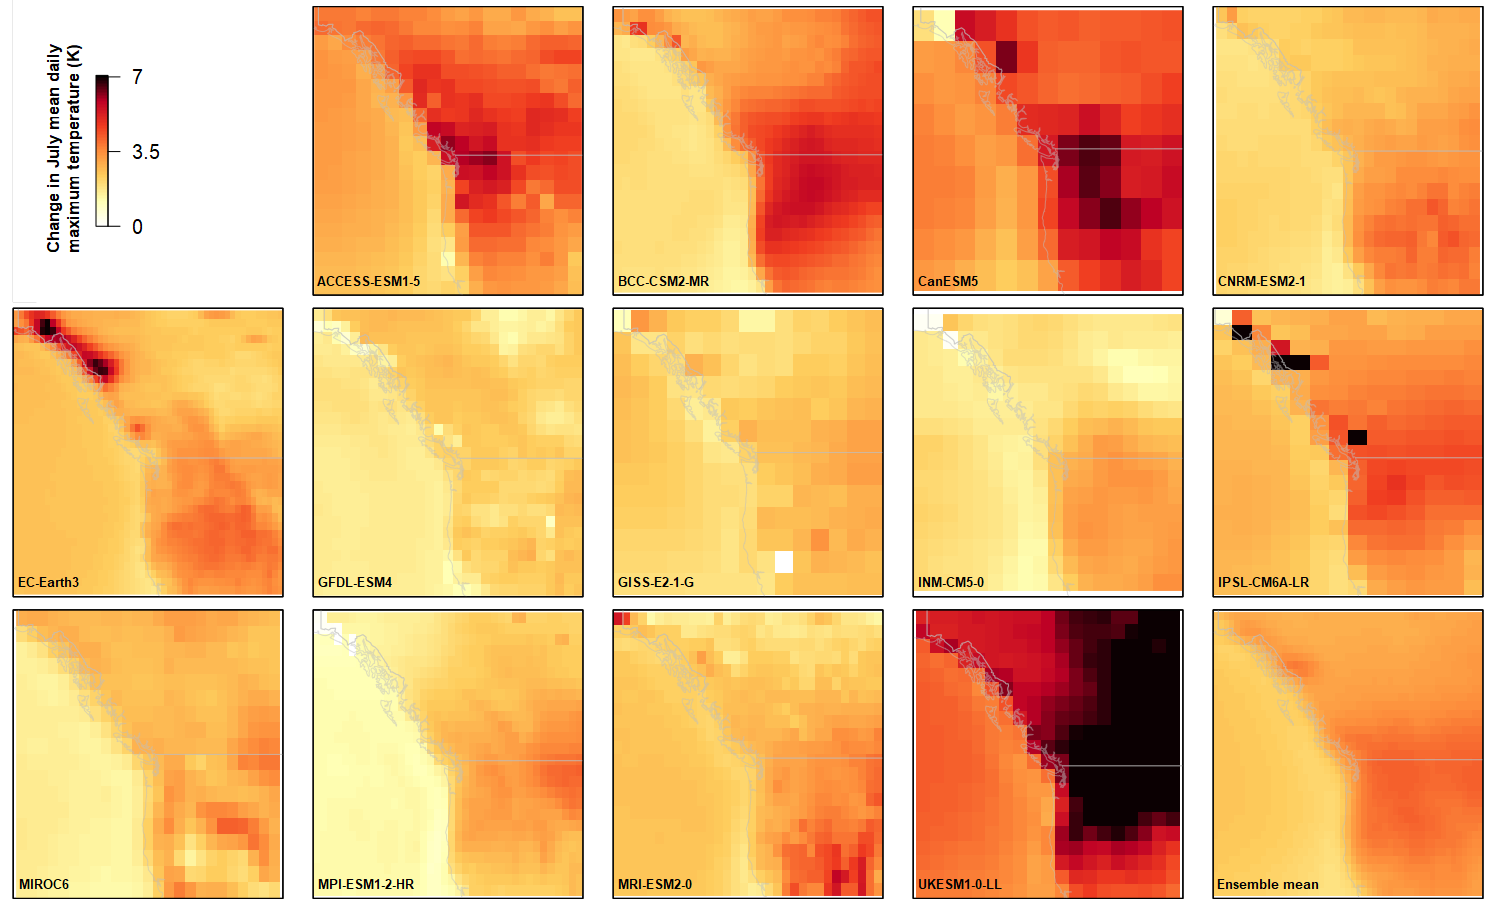 Change in July mean daily
maximum temperature (K)
7
3.5
0
ACCESS-ESM1-5
BCC-CSM2-MR
CanESM5
CNRM-ESM2-1
EC-Earth3
GFDL-ESM4
GISS-E2-1-G
INM-CM5-0
IPSL-CM6A-LR
MIROC6
MPI-ESM1-2-HR
MRI-ESM2-0
UKESM1-0-LL
Ensemble mean